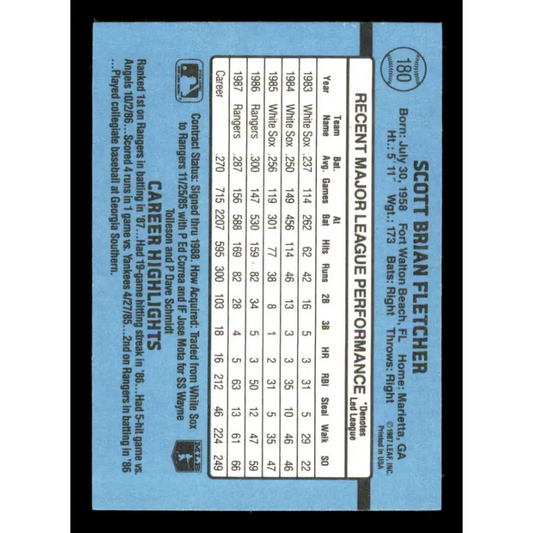 180
SCOTT BRIAN FLETCHER
Born: July 30, 1958 Fort Walton Beach, FL Home: Marietta, GA
Ht.: 5' 11" Wgt.: 173 Bats: Right Throws: Right
©1987 LEAF, INC.
Printed in USA
RECENT MAJOR LEAGUE PERFORMANCE
*Denotes
Led League
Year Team Name Bat. Avg. Games At Bat Hits Runs 2B 3B HR RBI Steal Walk SO
1983 White Sox .237 114 262 62 42 16 5 3 31 5 29 22
1984 White Sox .250 149 456 114 46 13 3 3 35 10 46 46
1985 White Sox .256 119 301 77 38 8 1 2 31 5 35 47
1986 Rangers .300 147 530 159 82 34 5 3 50 12 47 59
1987 Rangers .287 156 588 169 82 28 4 5 63 13 61 66
Career .270 715 2207 595 300 103 18 16 212 46 224 249
Contract Status: Signed thru 1988. How Acquired: Traded from White Sox
to Rangers 11/25/85 with P Ed Correa and IF Jose Mota for SS Wayne
Tolleson and P Dave Schmidt
CAREER HIGHLIGHTS
Ranked 1st on Rangers in batting in '87...Had 19-game hitting streak in '86...Had 5-hit game vs.
Angels 10/2/86...Scored 4 runs in 1 game vs. Yankees 4/27/85...2nd on Rangers in batting in '86
...Played collegiate baseball at Georgia Southern.